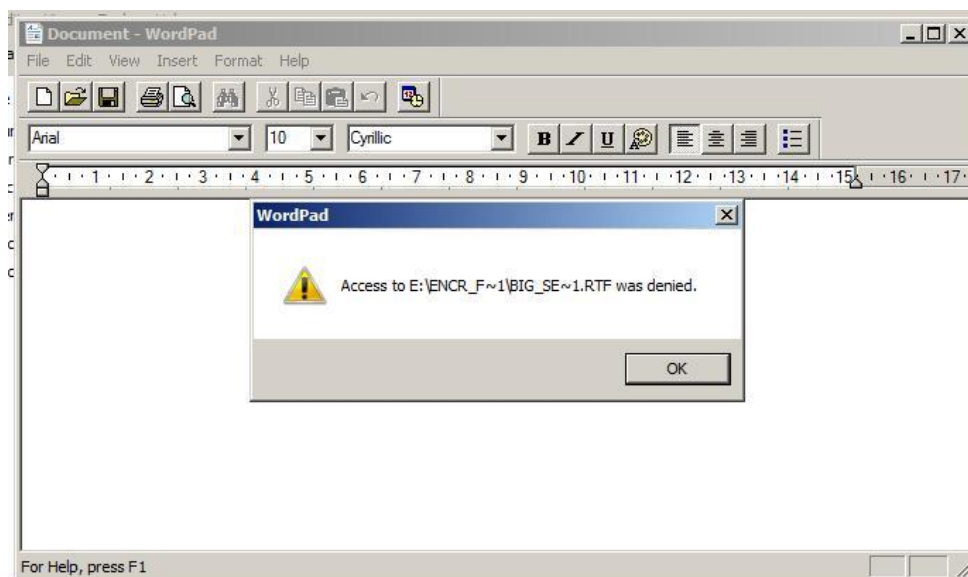 Document - WordPad
File Edit View Insert Format Help
Arial 10 Cyrillic B I U
1 2 3 4 5 6 7 8 9 10 11 12 13 14 15 16 17
WordPad
Access to E:\ENCR_F~1\BIG_SE~1.RTF was denied.
OK
For Help, press F1